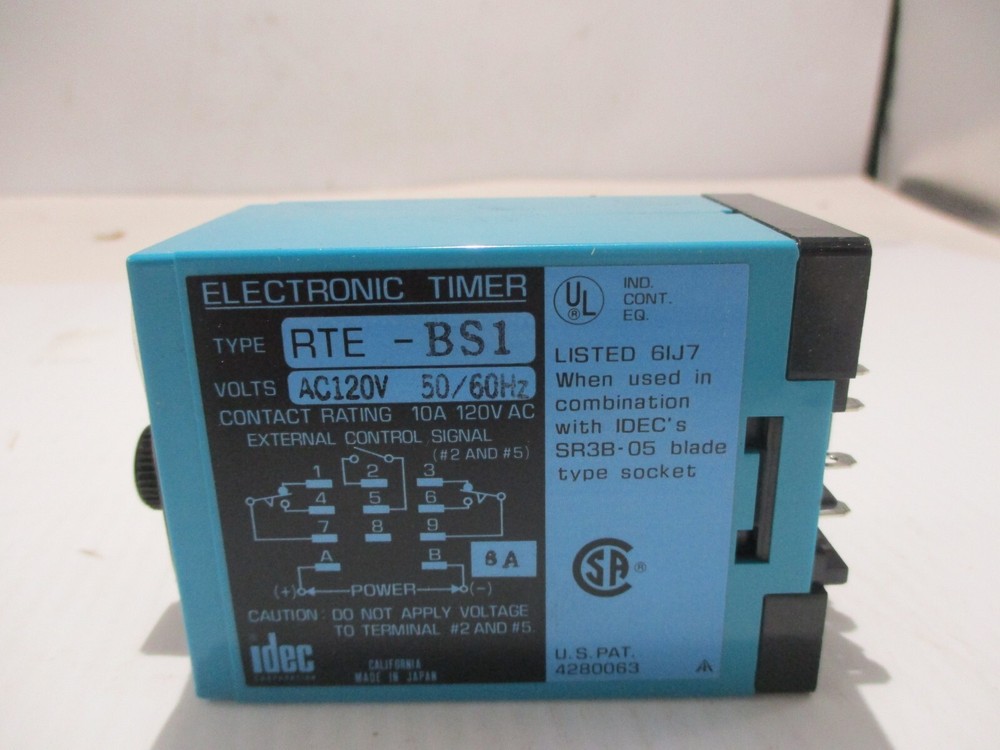 ELECTRONIC TIMER
TYPE RTE - BS1
VOLTS AC120V 50/60Hz
CONTACT RATING 10A 120V AC
EXTERNAL CONTROL SIGNAL
(#2 AND #5)
1 2 3
4 5 6
7 8 9
A B
8A
(+) POWER (-)
CAUTION: DO NOT APPLY VOLTAGE
TO TERMINAL #2 AND #5.
idec
CORPORATION
CALIFORNIA
MADE IN JAPAN
UL ®
IND.
CONT.
EQ.
LISTED 61J7
When used in
combination
with IDEC's
SR3B-05 blade
type socket
CSA ®
U.S. PAT.
4280063